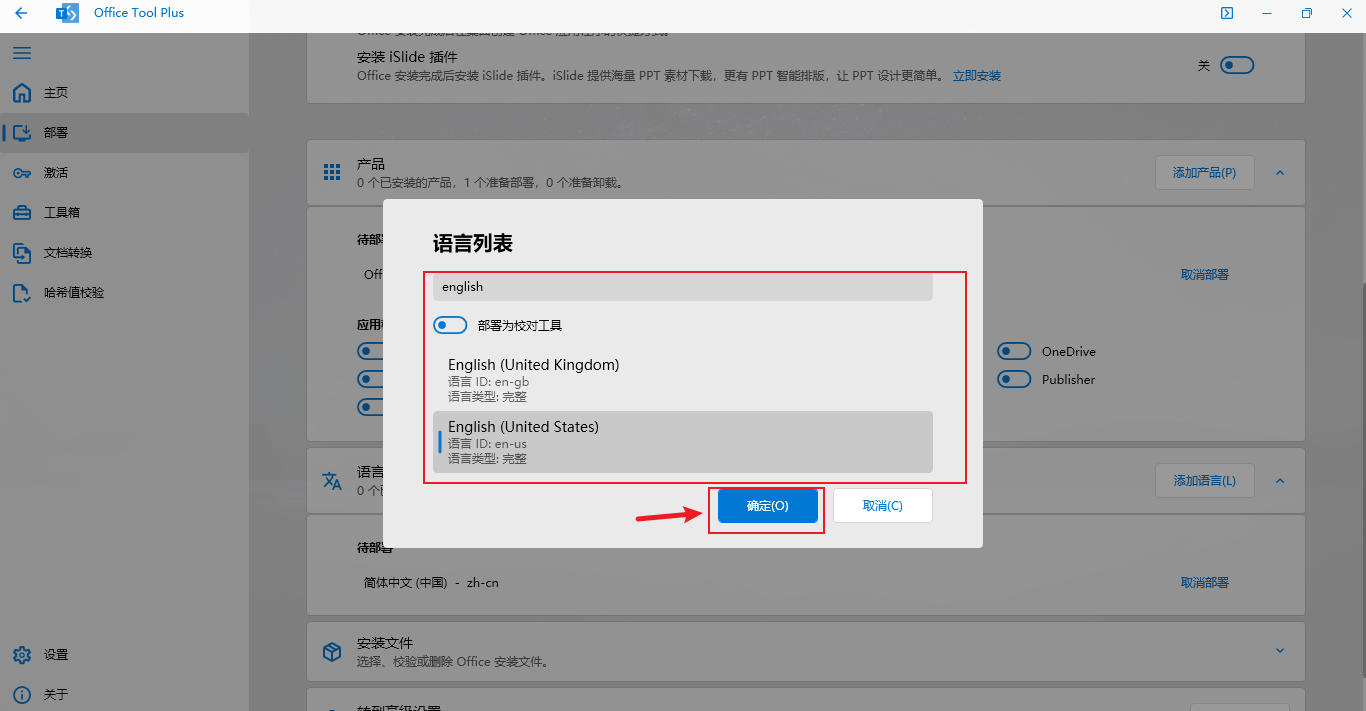 Office Tool Plus
安装 iSlide 插件
Office 安装完成后安装 iSlide 插件。iSlide 提供海量 PPT 素材下载，更有 PPT 智能排版，让 PPT 设计更简单。 立即安装
关
主页
部署
激活
工具箱
文档转换
哈希值校验
设置
关于
产品
0 个已安装的产品，1 个准备部署，0 个准备卸载。
添加产品(P)
待部
Off
取消部署
应用
OneDrive
Publisher
语言列表
english
部署为校对工具
English (United Kingdom)
语言 ID: en-gb
语言类型: 完整
English (United States)
语言 ID: en-us
语言类型: 完整
确定(O)
取消(C)
语言
0 个
添加语言(L)
待部署
简体中文 (中国) - zh-cn
取消部署
安装文件
选择、校验或删除 Office 安装文件。